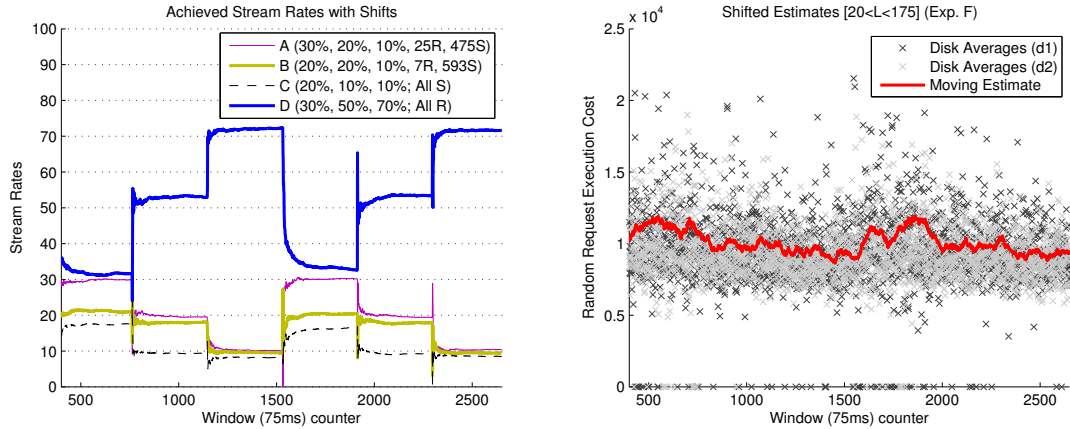 Achieved Stream Rates with Shifts
100
90
80
70
60
50
40
30
20
10
0
Stream Rates
A (30%, 20%, 10%, 25R, 475S)
B (20%, 20%, 10%, 7R, 593S)
C (20%, 10%, 10%; All S)
D (30%, 50%, 70%; All R)
500 1000 1500 2000 2500
Window (75ms) counter
Shifted Estimates [20<L<175] (Exp. F)
x 10^4
2.5
2
1.5
1
0.5
0
Random Request Execution Cost
Disk Averages (d1)
Disk Averages (d2)
Moving Estimate
500 1000 1500 2000 2500
Window (75ms) counter